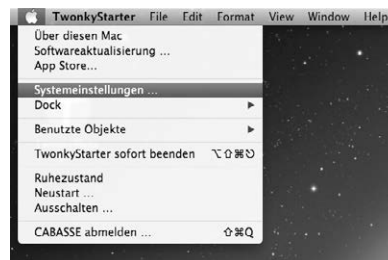 TwonkyStarter File Edit Format View Window Help
Über diesen Mac
Softwareaktualisierung ...
App Store...
Systemeinstellungen ...
Dock
Benutzte Objekte
TwonkyStarter sofort beenden ⌥⇧⌘⎋
Ruhezustand
Neustart ...
Ausschalten ...
CABASSE abmelden ... ⇧⌘Q